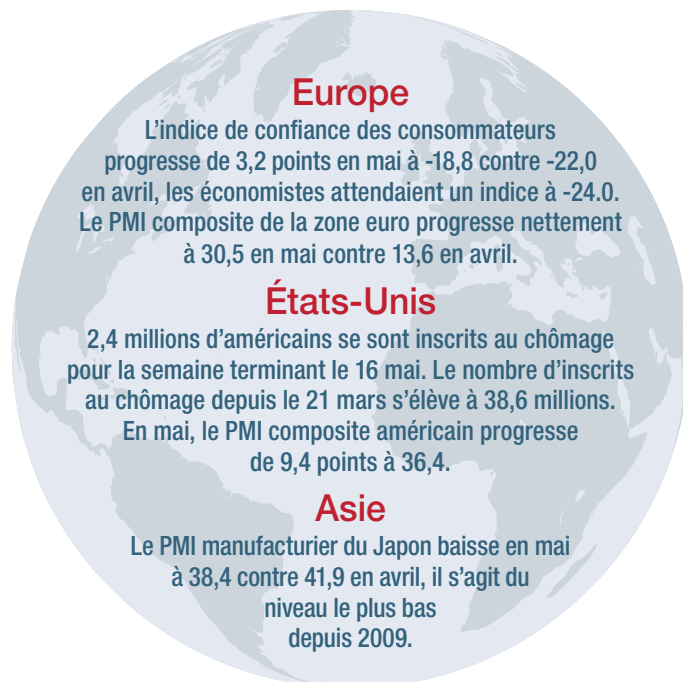 Europe
L'indice de confiance des consommateurs
progresse de 3,2 points en mai à -18,8 contre -22,0
en avril, les économistes attendaient un indice à -24.0.
Le PMI composite de la zone euro progresse nettement
à 30,5 en mai contre 13,6 en avril.
États-Unis
2,4 millions d'américains se sont inscrits au chômage
pour la semaine terminant le 16 mai. Le nombre d'inscrits
au chômage depuis le 21 mars s'élève à 38,6 millions.
En mai, le PMI composite américain progresse
de 9,4 points à 36,4.
Asie
Le PMI manufacturier du Japon baisse en mai
à 38,4 contre 41,9 en avril, il s'agit du
niveau le plus bas
depuis 2009.